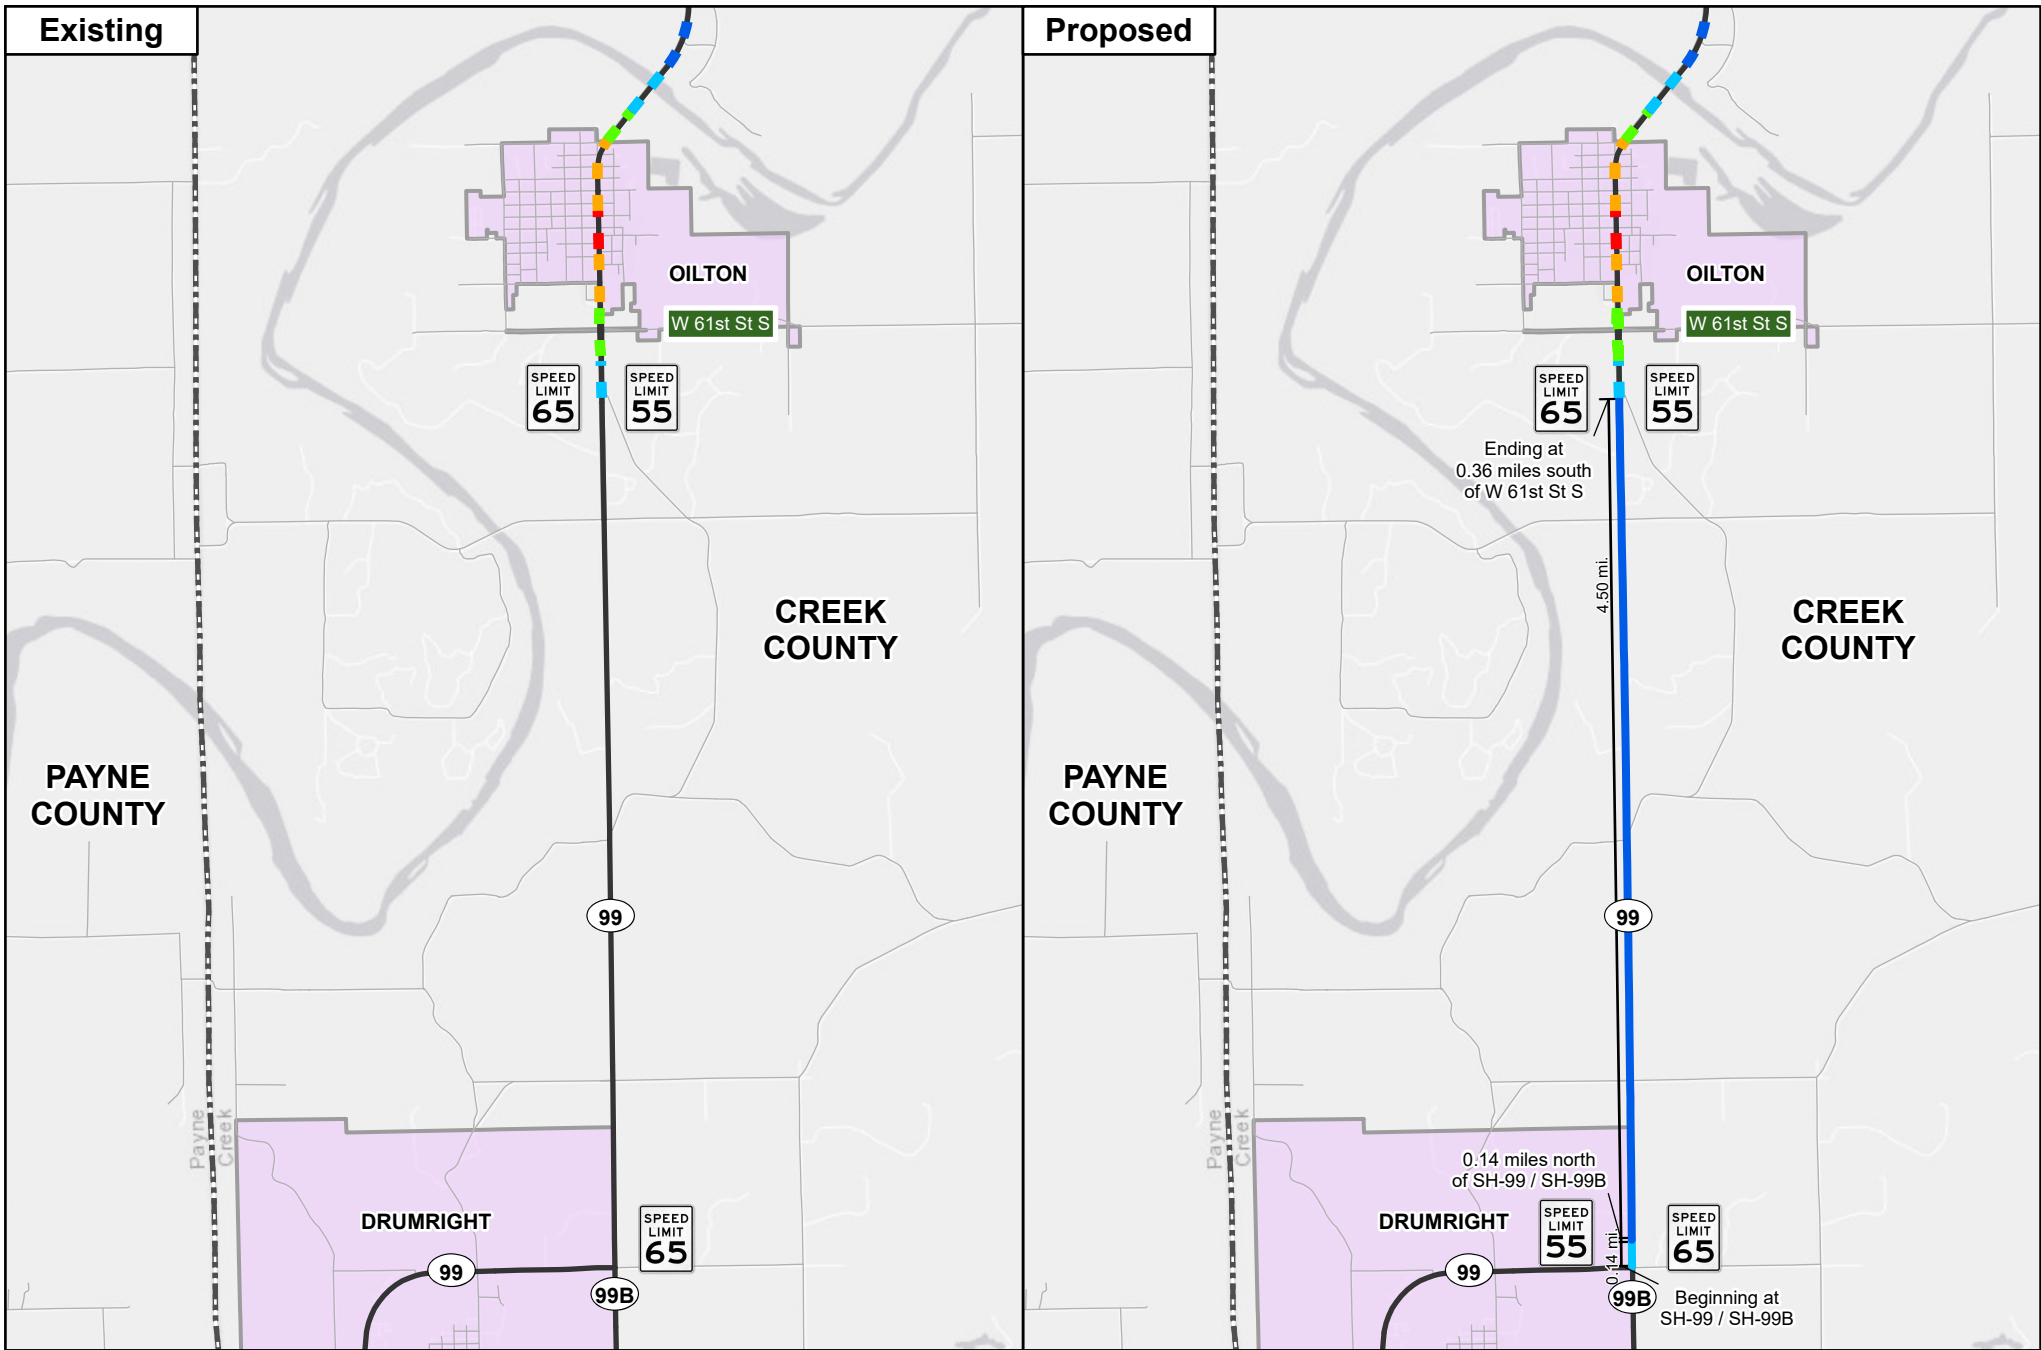 Existing
OILTON
W 61st St S
SPEED
LIMIT
65
SPEED
LIMIT
55
CREEK
COUNTY
PAYNE
COUNTY
99
Payne
Creek
DRUMRIGHT
SPEED
LIMIT
65
99
99B
Proposed
OILTON
W 61st St S
SPEED
LIMIT
65
SPEED
LIMIT
55
Ending at
0.36 miles south
of W 61st St S
4.50 mi.
CREEK
COUNTY
PAYNE
COUNTY
99
Payne
Creek
0.14 miles north
of SH-99 / SH-99B
DRUMRIGHT
SPEED
LIMIT
55
0.14 mi.
SPEED
LIMIT
65
99
99B
Beginning at
SH-99 / SH-99B